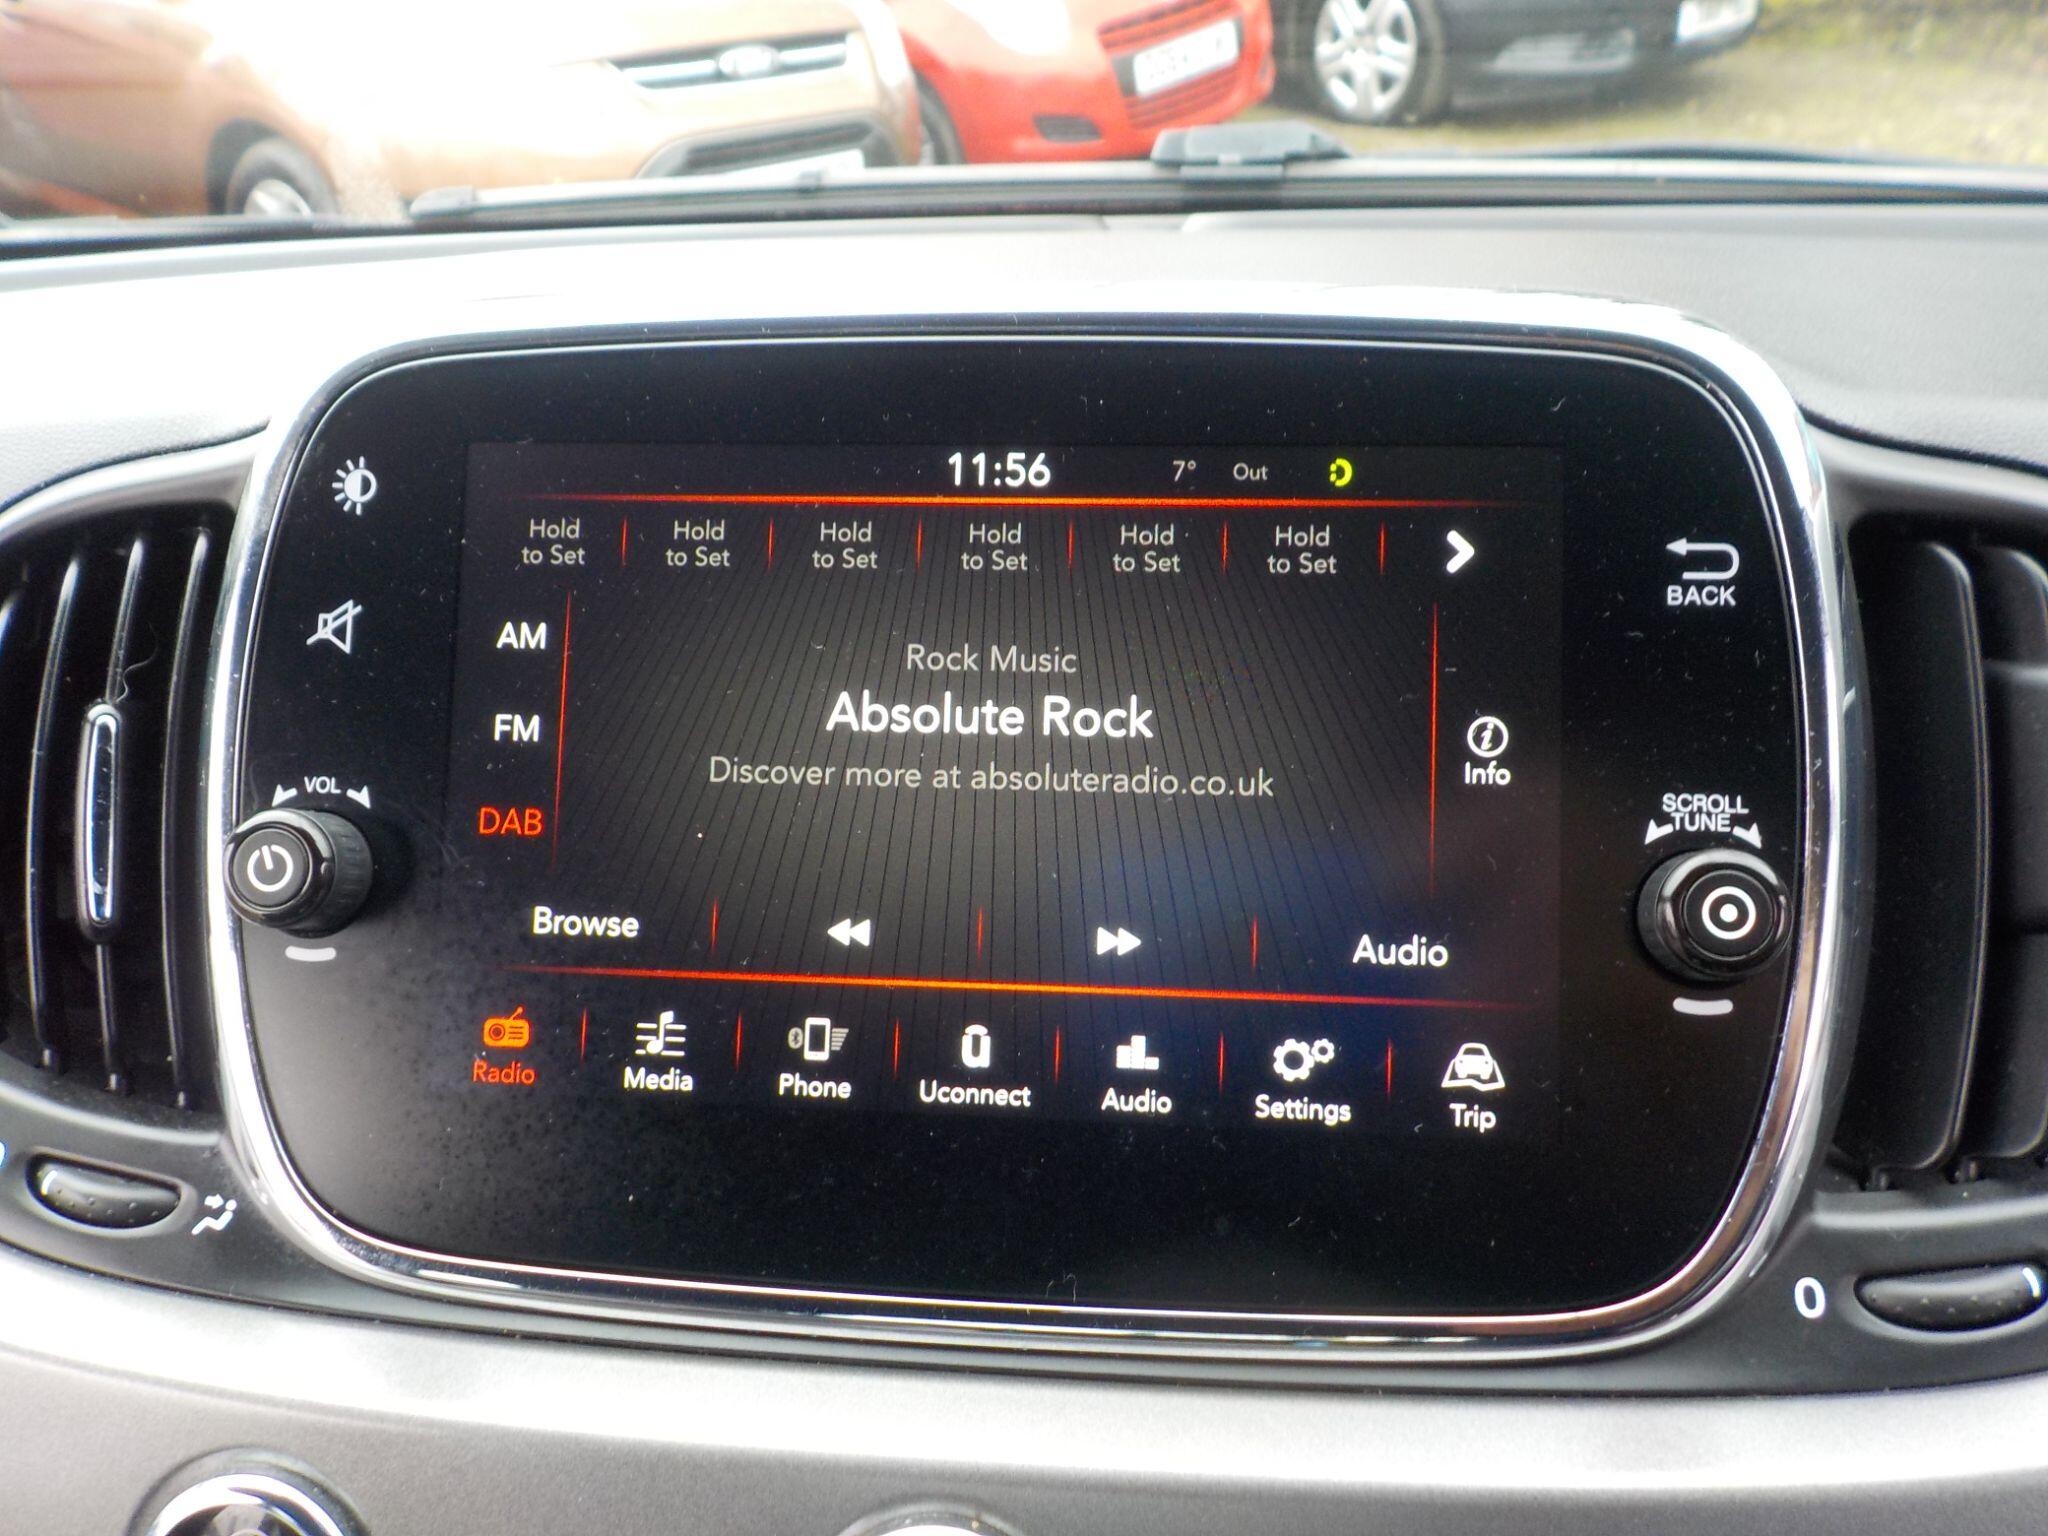 11:56 7° Out
Hold to Set
Hold to Set
Hold to Set
Hold to Set
Hold to Set
Hold to Set
BACK
AM
Rock Music
FM
Absolute Rock
Info
Discover more at absoluteradio.co.uk
VOL
DAB
SCROLL
TUNE
Browse
Audio
Radio
Media
Phone
Uconnect
Audio
Settings
Trip
0